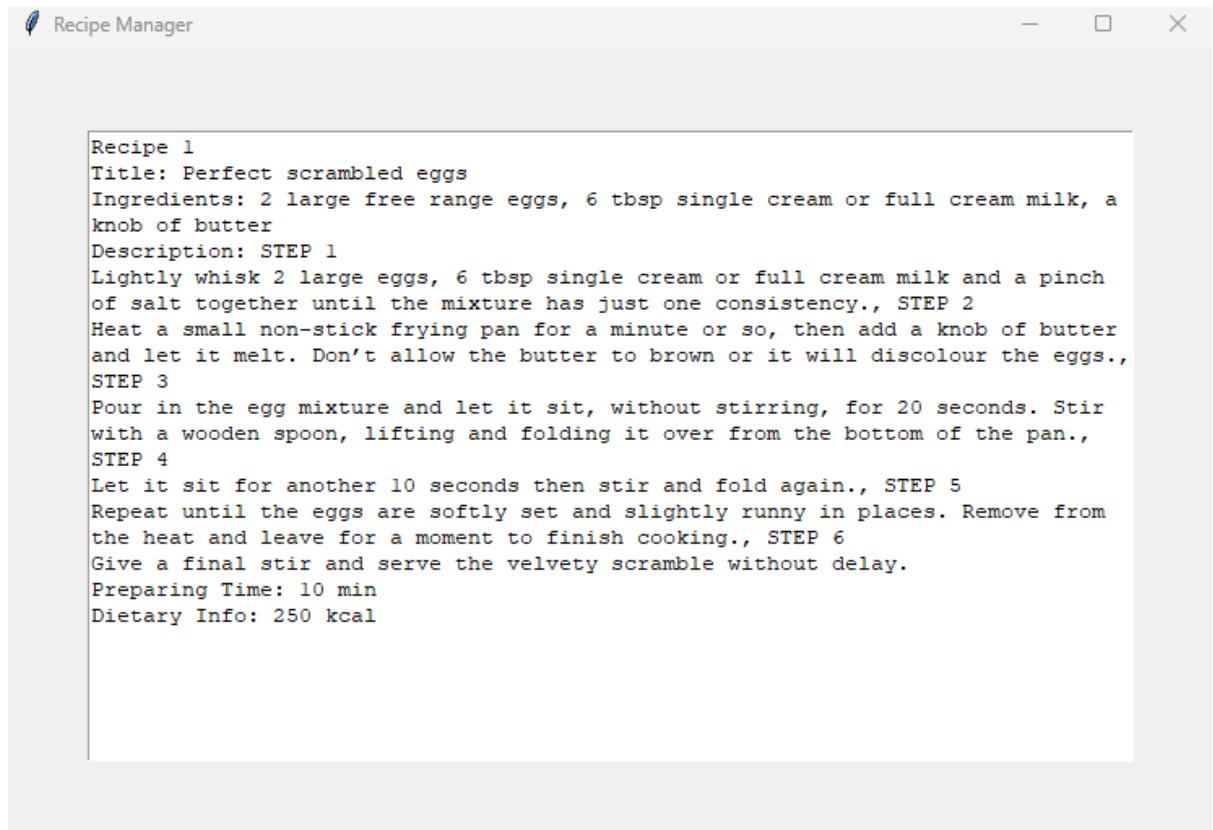 Recipe Manager
Recipe 1
Title: Perfect scrambled eggs
Ingredients: 2 large free range eggs, 6 tbsp single cream or full cream milk, a
knob of butter
Description: STEP 1
Lightly whisk 2 large eggs, 6 tbsp single cream or full cream milk and a pinch
of salt together until the mixture has just one consistency., STEP 2
Heat a small non-stick frying pan for a minute or so, then add a knob of butter
and let it melt. Don’t allow the butter to brown or it will discolour the eggs.,
STEP 3
Pour in the egg mixture and let it sit, without stirring, for 20 seconds. Stir
with a wooden spoon, lifting and folding it over from the bottom of the pan.,
STEP 4
Let it sit for another 10 seconds then stir and fold again., STEP 5
Repeat until the eggs are softly set and slightly runny in places. Remove from
the heat and leave for a moment to finish cooking., STEP 6
Give a final stir and serve the velvety scramble without delay.
Preparing Time: 10 min
Dietary Info: 250 kcal